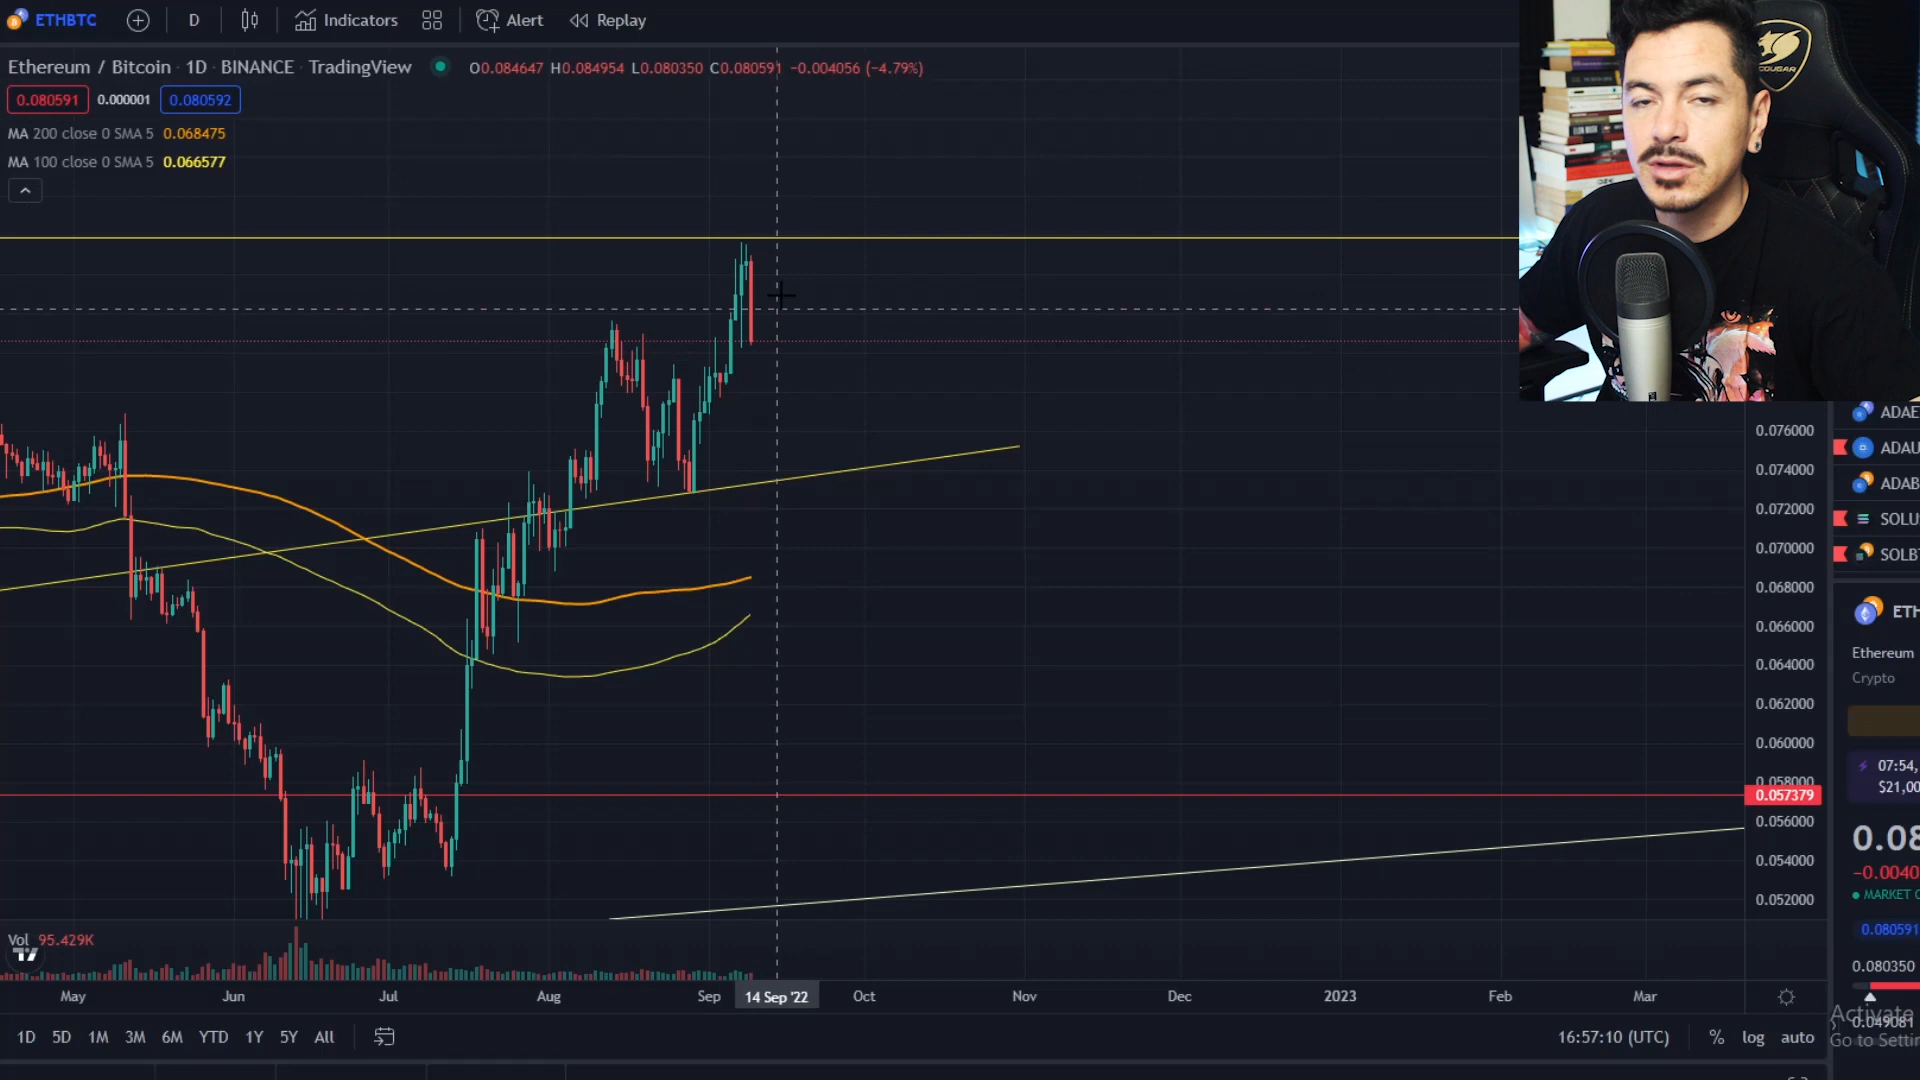 ETHBTC D Indicators Alert Replay
Ethereum / Bitcoin · 1D · BINANCE · TradingView O0.084647 H0.084954 L0.080350 C0.080591 −0.004056 (−4.79%)
0.080591 0.000001 0.080592
MA 200 close 0 SMA 5 0.068475
MA 100 close 0 SMA 5 0.066577
COUGAR
0.076000
0.074000
0.072000
0.070000
0.068000
0.066000
0.064000
0.062000
0.060000
0.058000
0.057379
0.056000
0.054000
0.052000
ADAE
ADAU
ADAB
SOLU
SOLBT
ETH
Ethereum
Crypto
07:54,
$21,00
0.08
−0.0040
MARKET
0.080591
0.080350
0.049081
Activate
Go to Settin
Vol 95.429K
May Jun Jul Aug Sep 14 Sep '22 Oct Nov Dec 2023 Feb Mar
1D 5D 1M 3M 6M YTD 1Y 5Y All 16:57:10 (UTC) % log auto